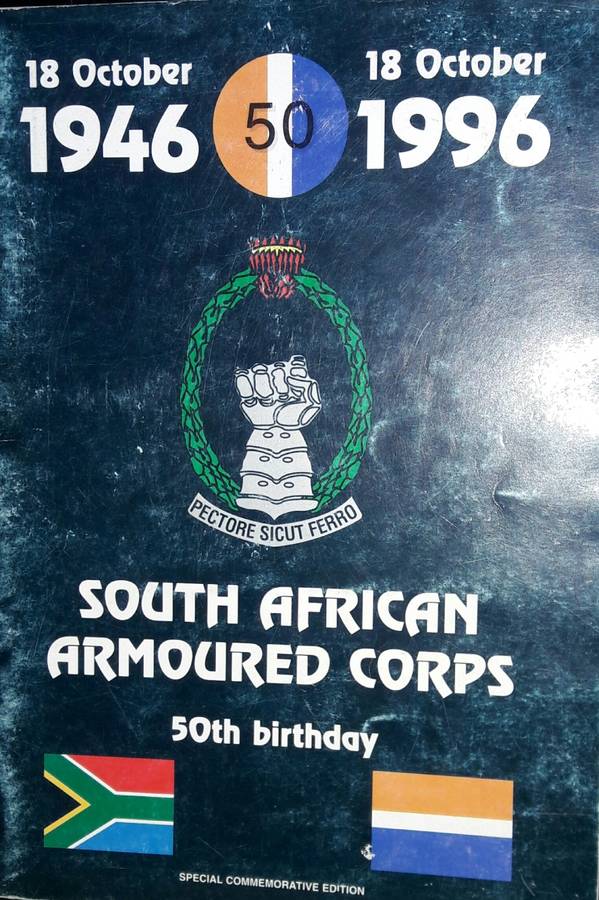 18 October
1946
50
18 October
1996
PECTORE SICUT FERRO
SOUTH AFRICAN
ARMOURED CORPS
50th birthday
SPECIAL COMMEMORATIVE EDITION